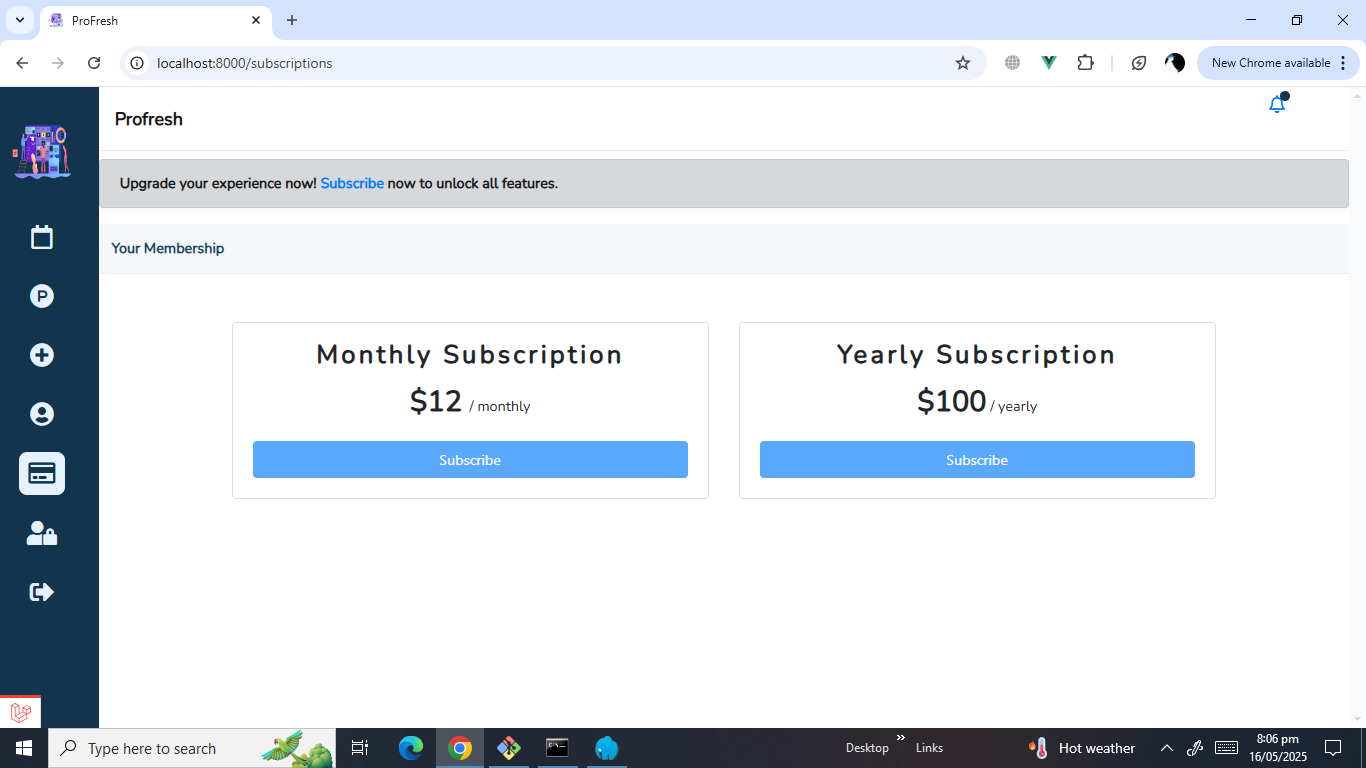 ProFresh
localhost:8000/subscriptions
New Chrome available
Profresh
Upgrade your experience now! Subscribe now to unlock all features.
Your Membership
Monthly Subscription
$12 / monthly
Subscribe
Yearly Subscription
$100 / yearly
Subscribe
P
Type here to search
Desktop
Links
Hot weather
8:06 pm
16/05/2025